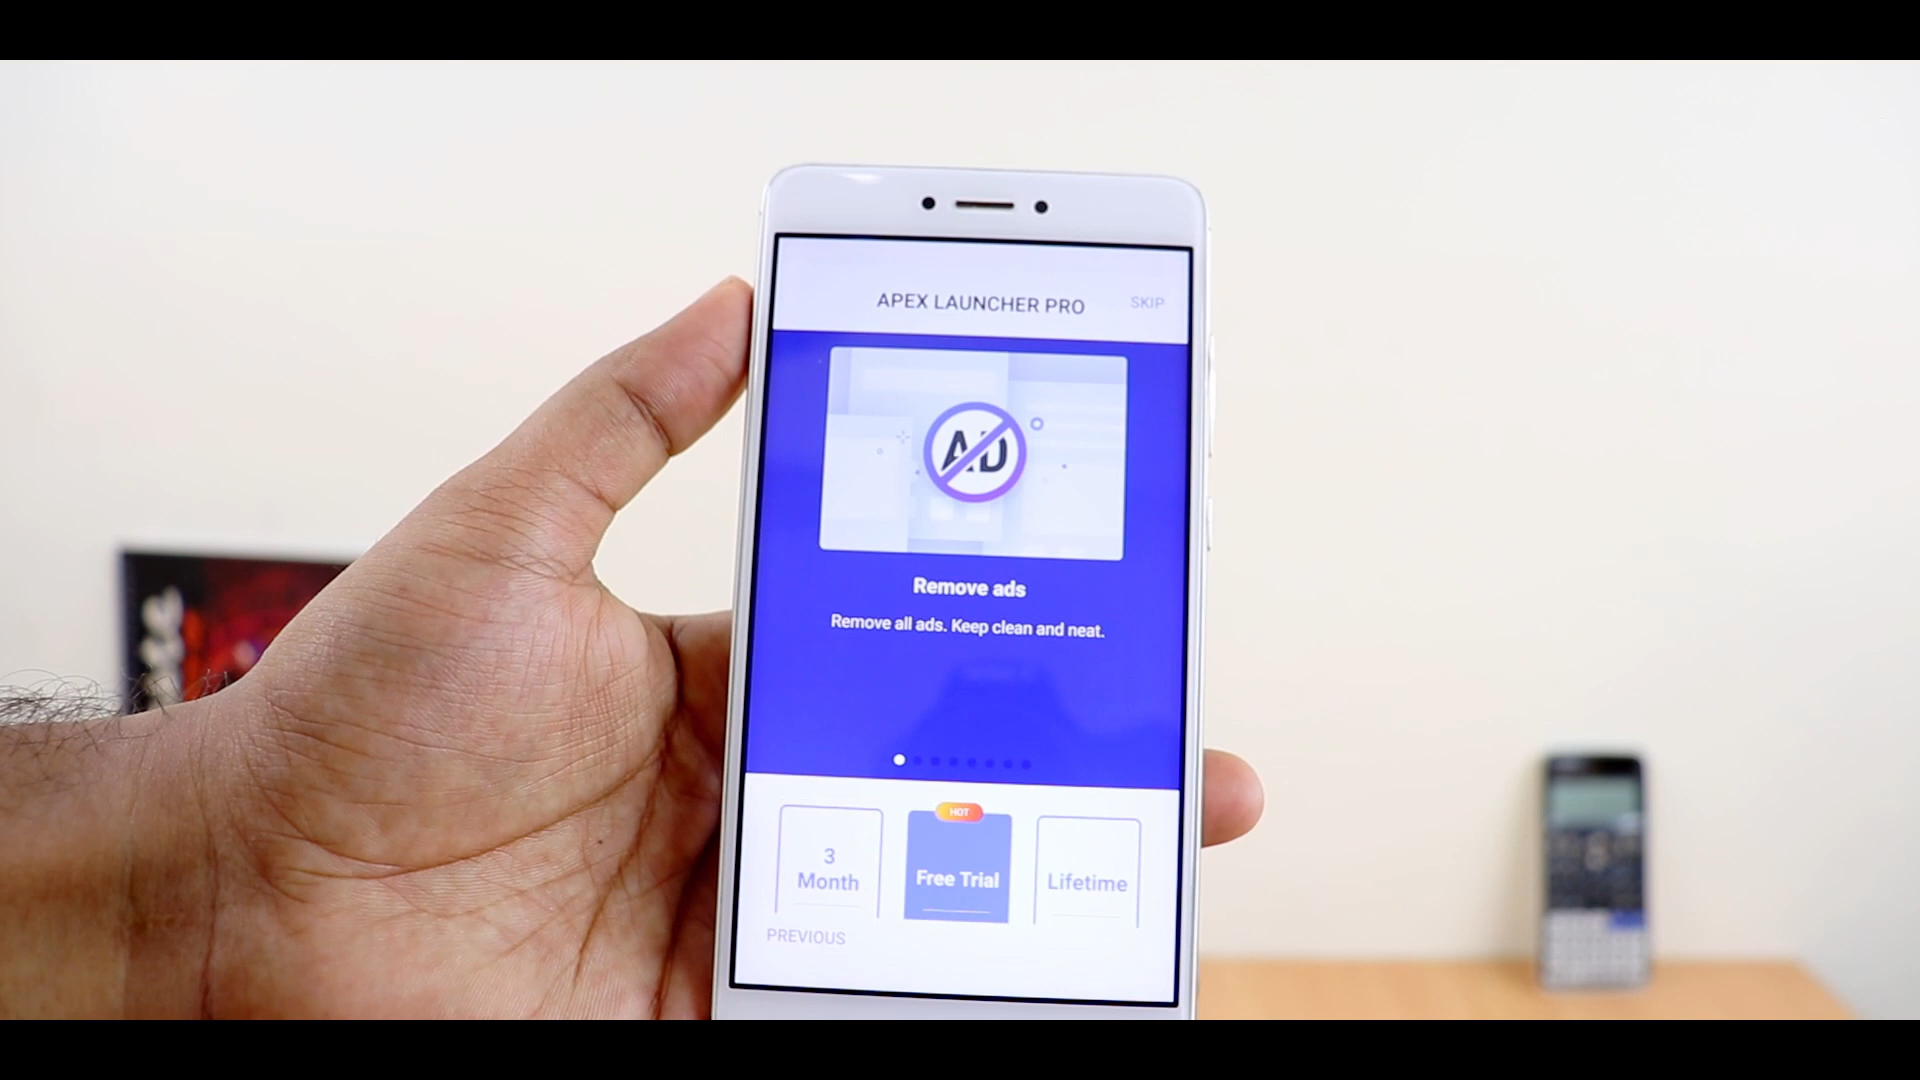 APEX LAUNCHER PRO
SKIP
AD
Remove ads
Remove all ads. Keep clean and neat.
HOT
3
Month
Free Trial
Lifetime
PREVIOUS